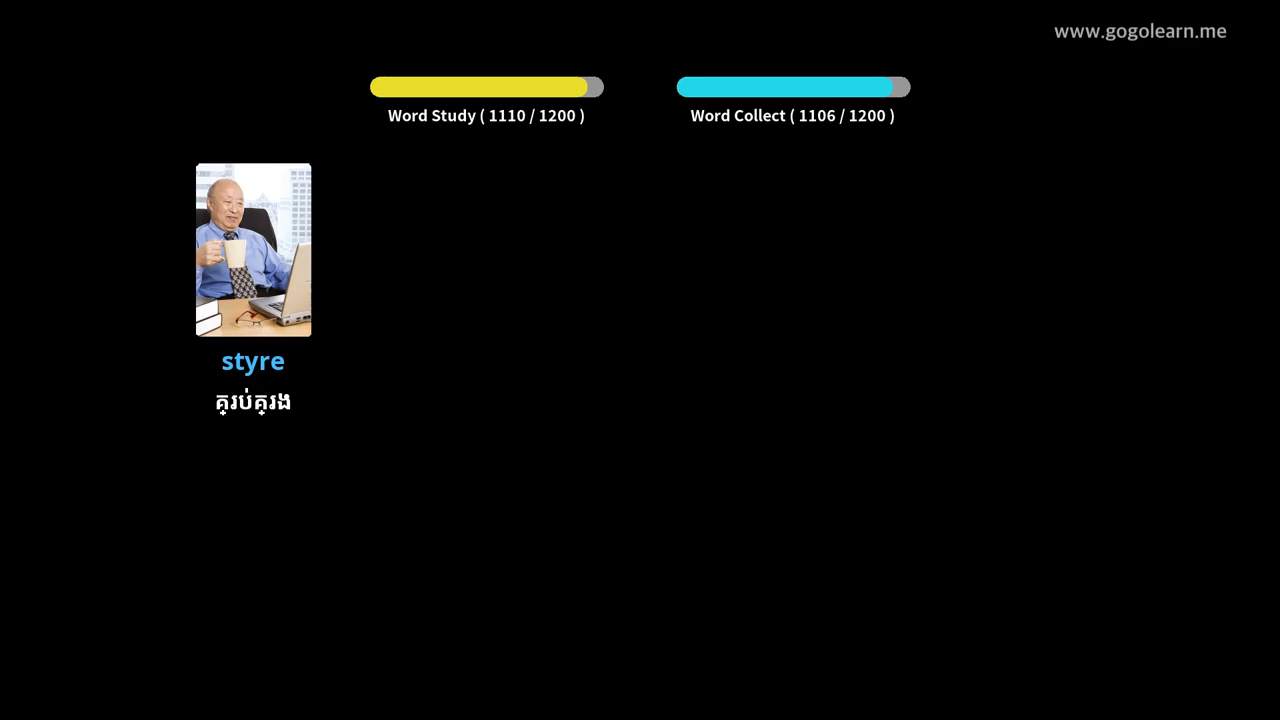 www.gogolearn.me
Word Study ( 1110 / 1200 )
Word Collect ( 1106 / 1200 )
styre
គ្រប់គ្រង